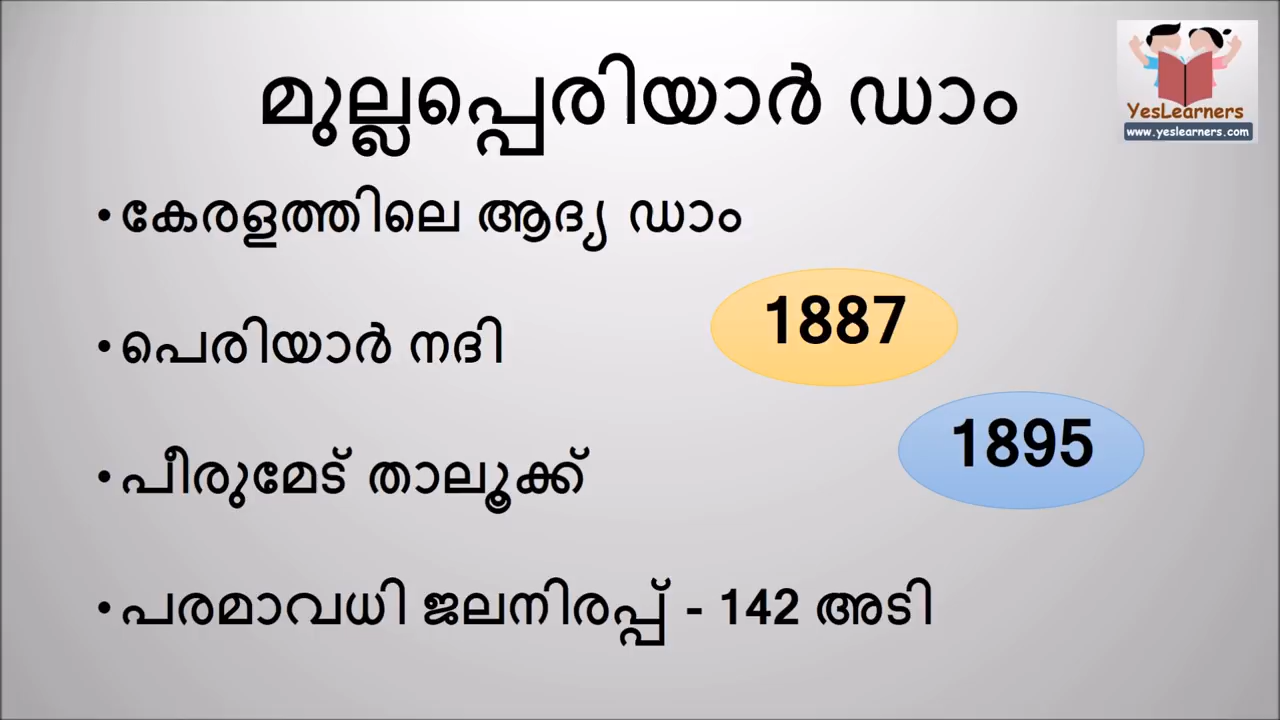 മുല്ലപ്പെരിയാർ ഡാം
YesLearners
www.yeslearners.com
•കേരളത്തിലെ ആദ്യ ഡാം
1887
•പെരിയാർ നദി
1895
•പീരുമേട് താലൂക്ക്
•പരമാവധി ജലനിരപ്പ് - 142 അടി